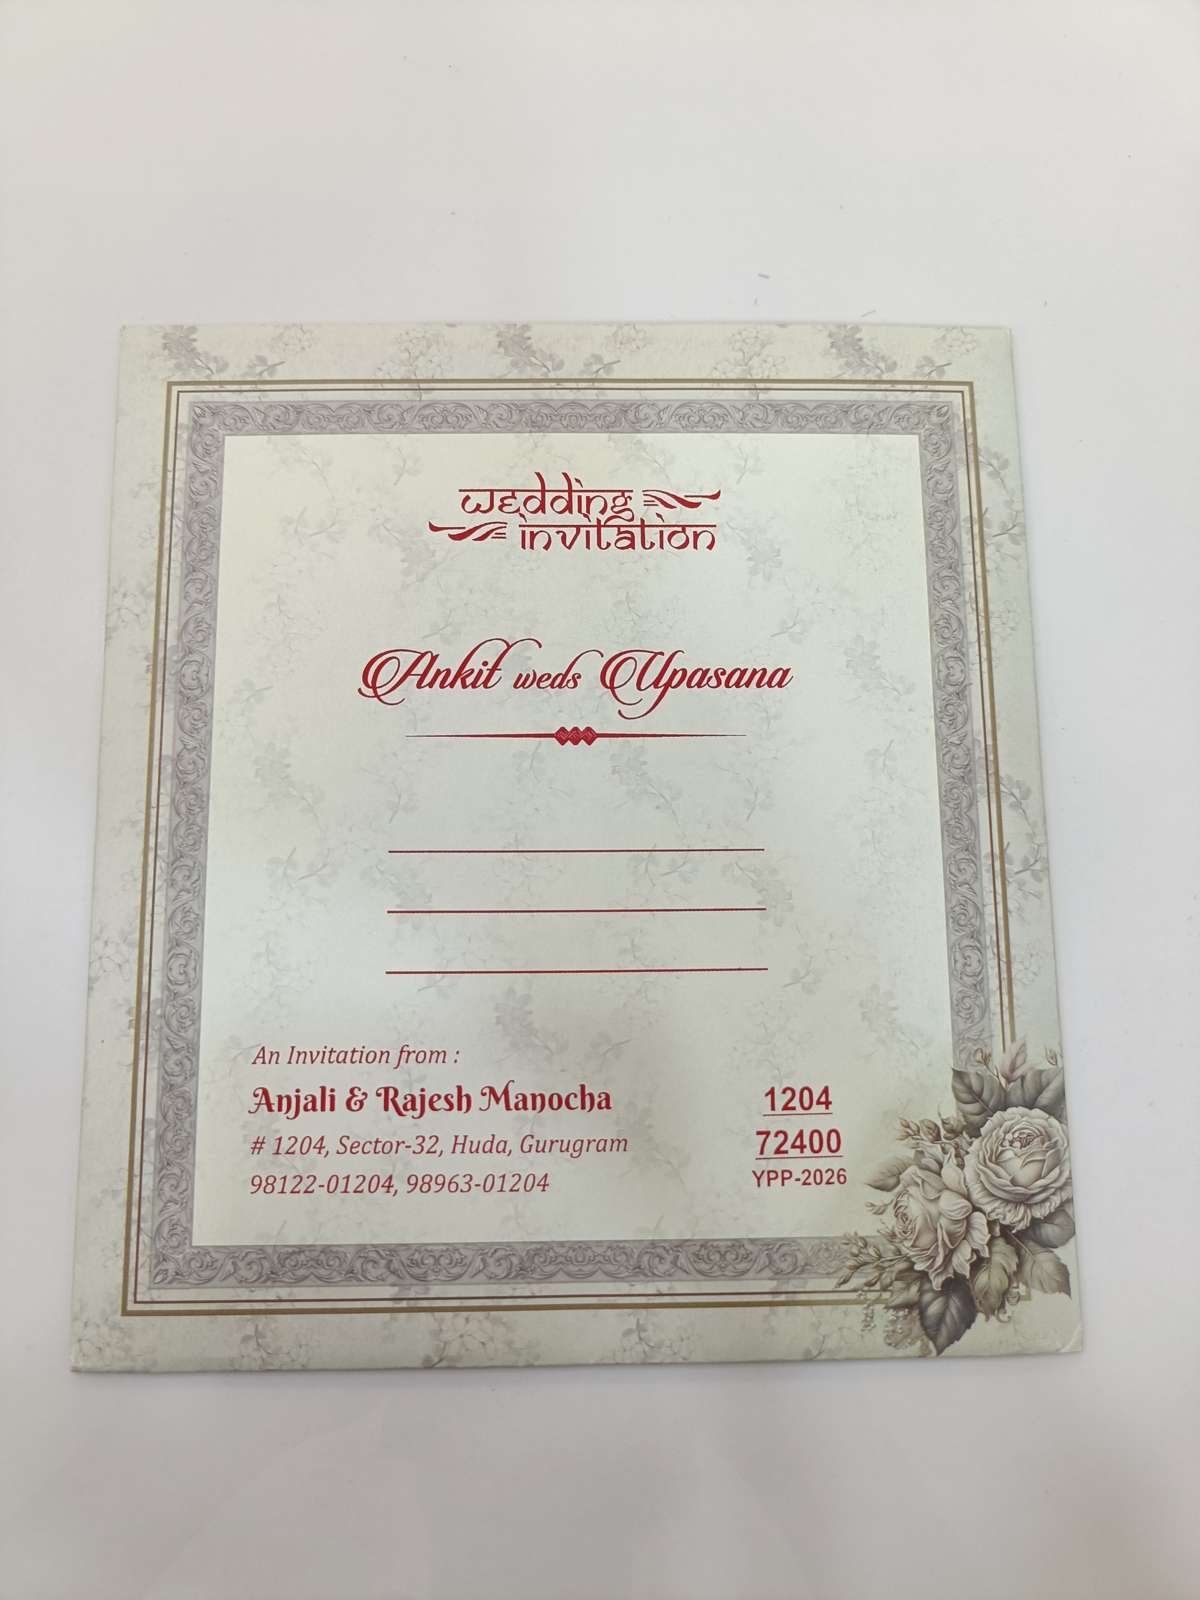 wedding
invitation
Ankit weds Upasana
An Invitation from :
Anjali & Rajesh Manocha
# 1204, Sector-32, Huda, Gurugram
98122-01204, 98963-01204
1204
72400
YPP-2026